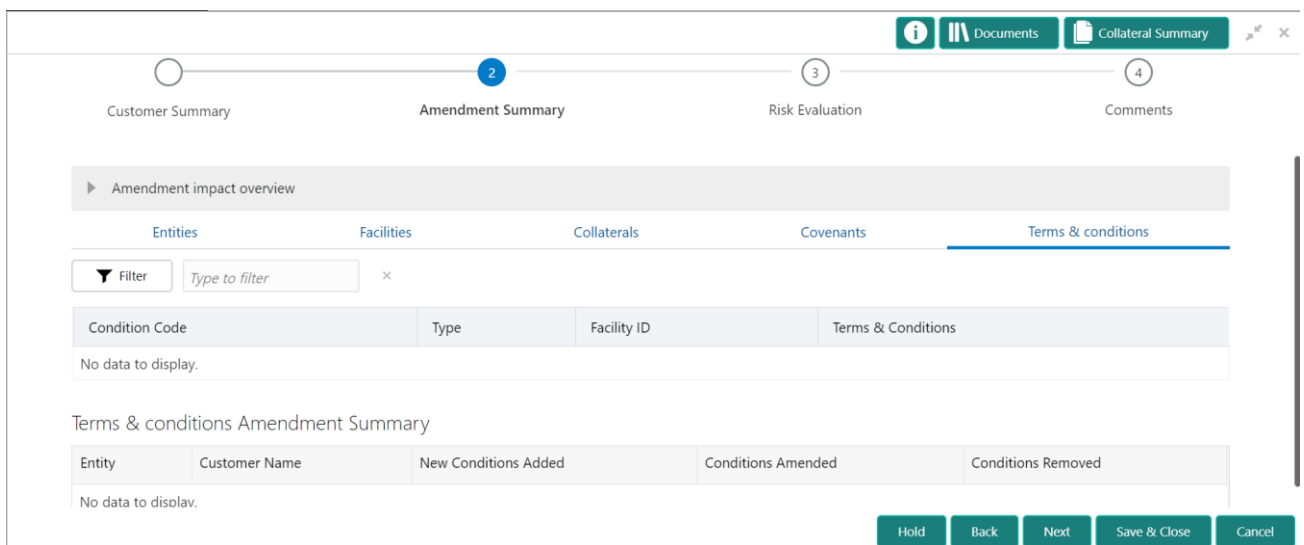 Documents Collateral Summary
2 3 4
Customer Summary Amendment Summary Risk Evaluation Comments
Amendment impact overview
Entities Facilities Collaterals Covenants Terms & conditions
Filter Type to filter
Condition Code Type Facility ID Terms & Conditions
No data to display.
Terms & conditions Amendment Summary
Entity Customer Name New Conditions Added Conditions Amended Conditions Removed
No data to display.
Hold Back Next Save & Close Cancel